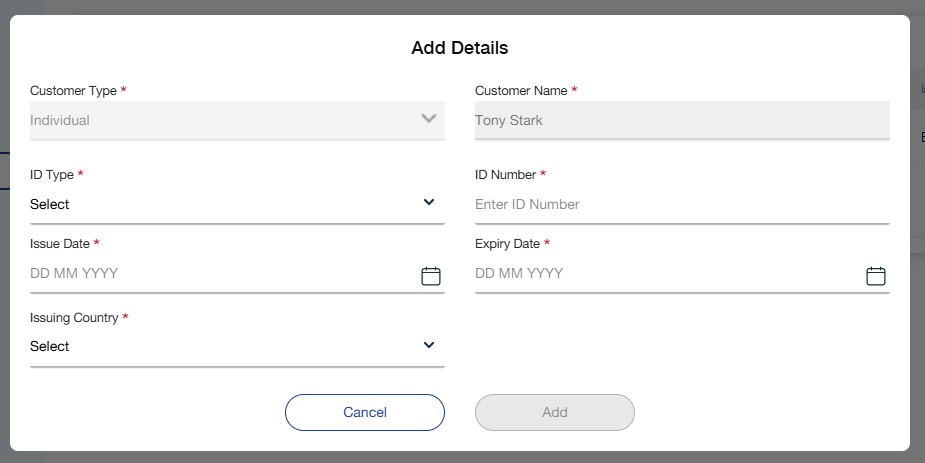 Add Details
Customer Type *
Customer Name *
Individual
Tony Stark
ID Type *
ID Number *
Select
Enter ID Number
Issue Date *
Expiry Date *
DD MM YYYY
DD MM YYYY
Issuing Country *
Select
Cancel
Add